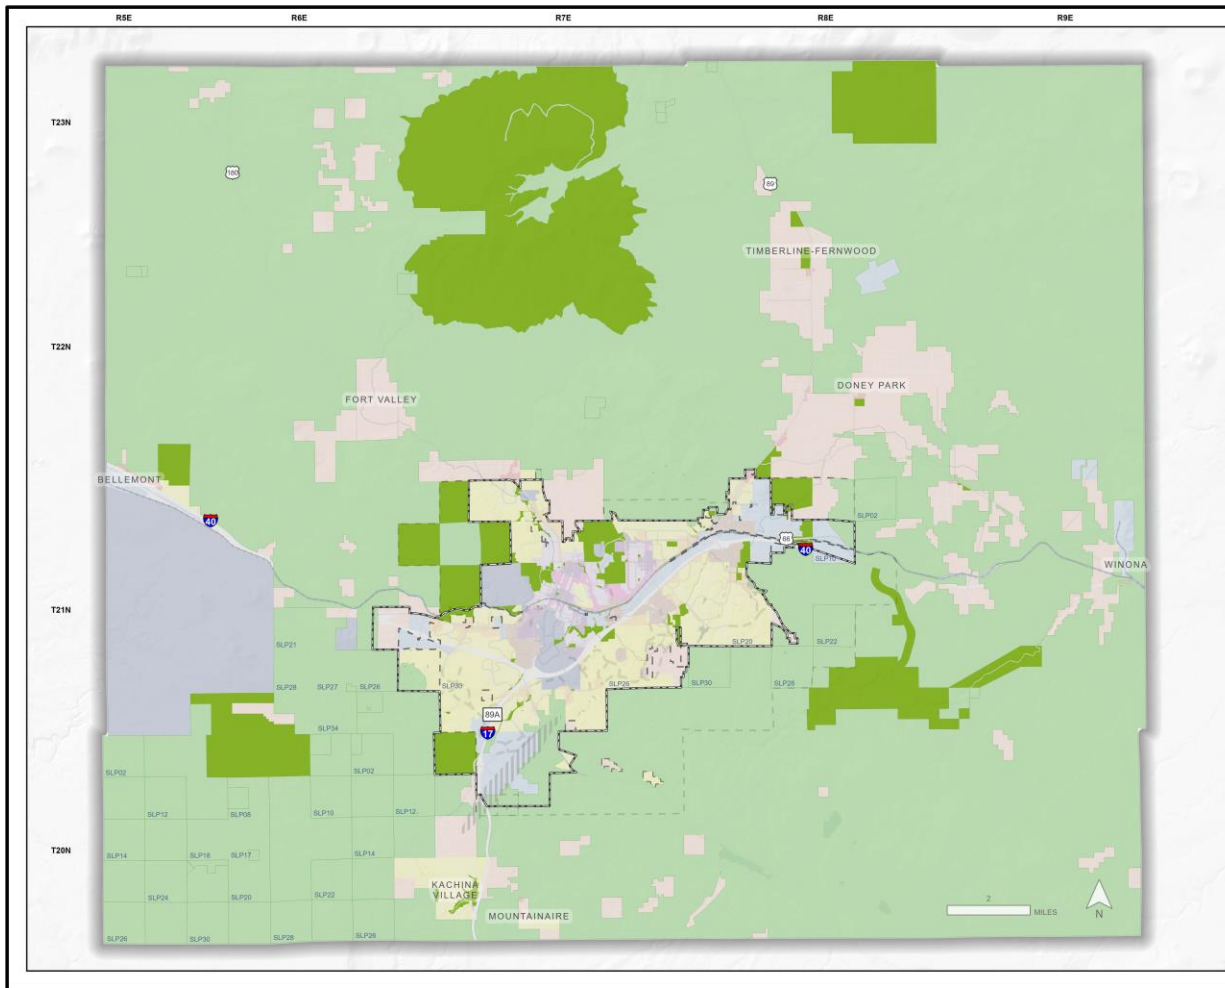 R5E R6E R7E R8E R9E
T23N
180
89
TIMBERLINE-FERNWOOD
T22N
DONEY PARK
FORT VALLEY
BELLEMONT
40
SLP02
66
40
SLP10
WINONA
T21N
SLP21
SLP20
SLP22
SLP28
SLP27
SLP26
SLP30
SLP25
SLP30
SLP28
89A
17
SLP34
SLP02
SLP02
SLP12
SLP08
SLP10
SLP12
T20N
SLP14
SLP18
SLP17
SLP14
KACHINA
VILLAGE
SLP24
SLP20
SLP22
2
MILES
MOUNTAINAIRE
N
SLP26
SLP30
SLP28
SLP26